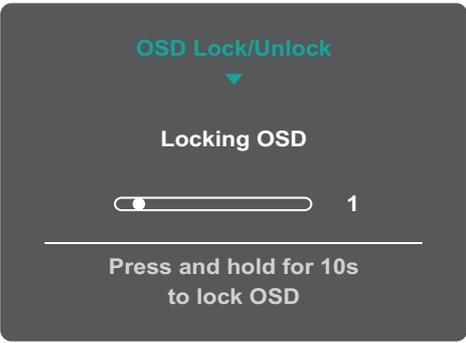 OSD Lock/Unlock
Locking OSD
1
Press and hold for 10s
to lock OSD